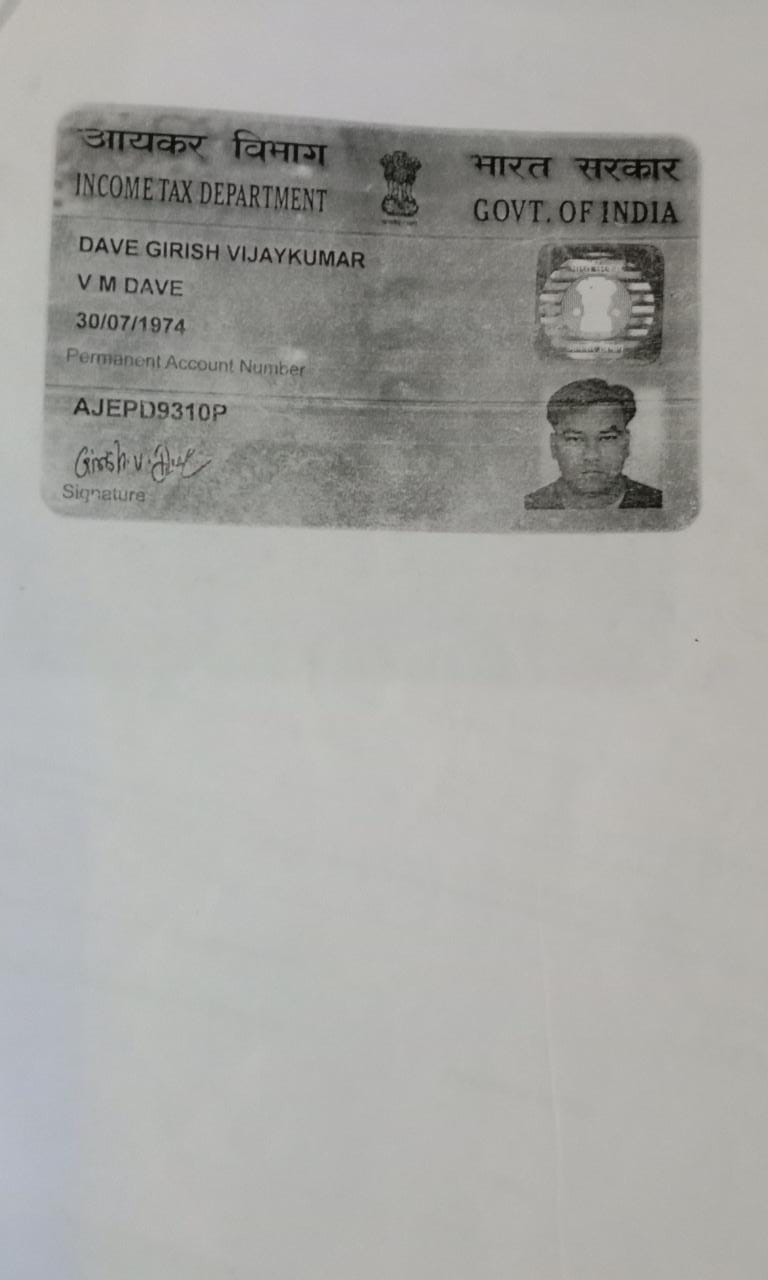 आयकर विभाग
INCOME TAX DEPARTMENT
भारत सरकार
GOVT. OF INDIA
DAVE GIRISH VIJAYKUMAR
V M DAVE
30/07/1974
Permanent Account Number
AJEPD9310P
Girish. V.
Signature